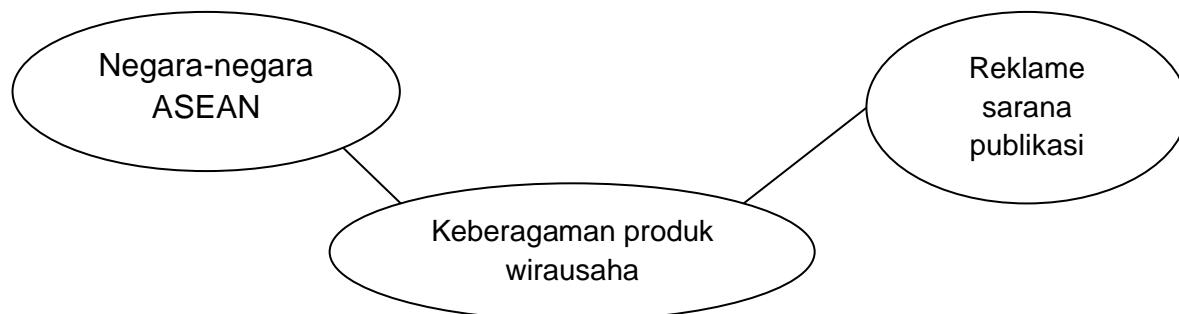 Negara-negara
ASEAN
Reklame
sarana
publikasi
Keberagaman produk
wirausaha